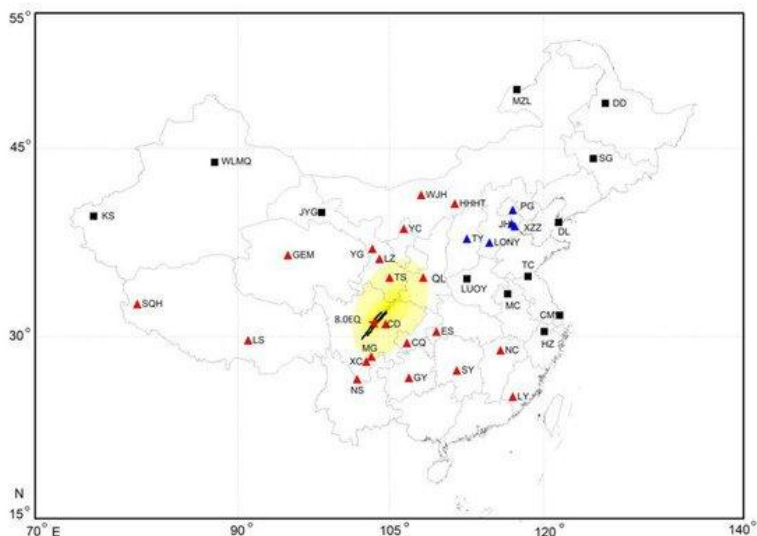 55°
MZL
DD
45°
WLMQ
SG
WJH
HHHT
PG
KS
JYG
YC
JH
XZZ
DL
YG
LZ
TY
LONY
GEM
TS
QL
TC
LUOY
SQH
MC
8.0EQ
CD
CM
30°
LS
ES
HZ
MG
CQ
NC
XC
GY
SY
NS
LY
N
15°
70° E
90°
105°
120°
140°